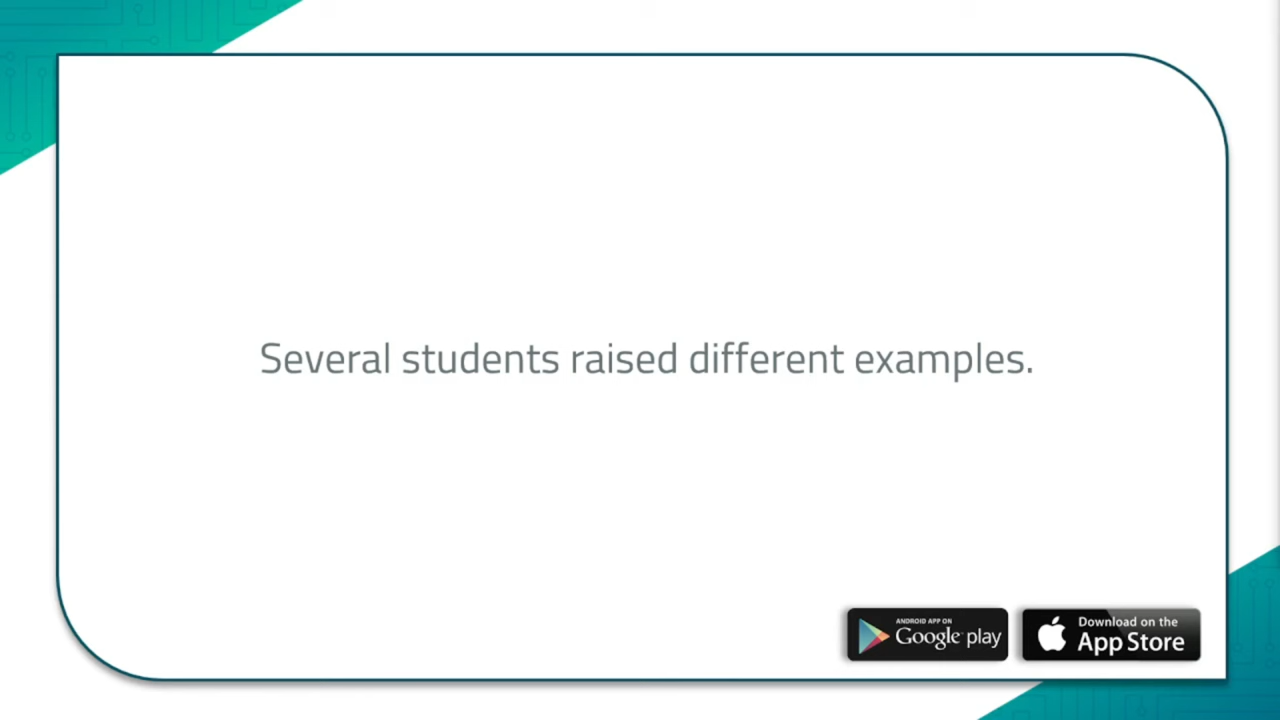 Several students raised different examples.
ANDROID APP ON
Google play
Download on the
App Store